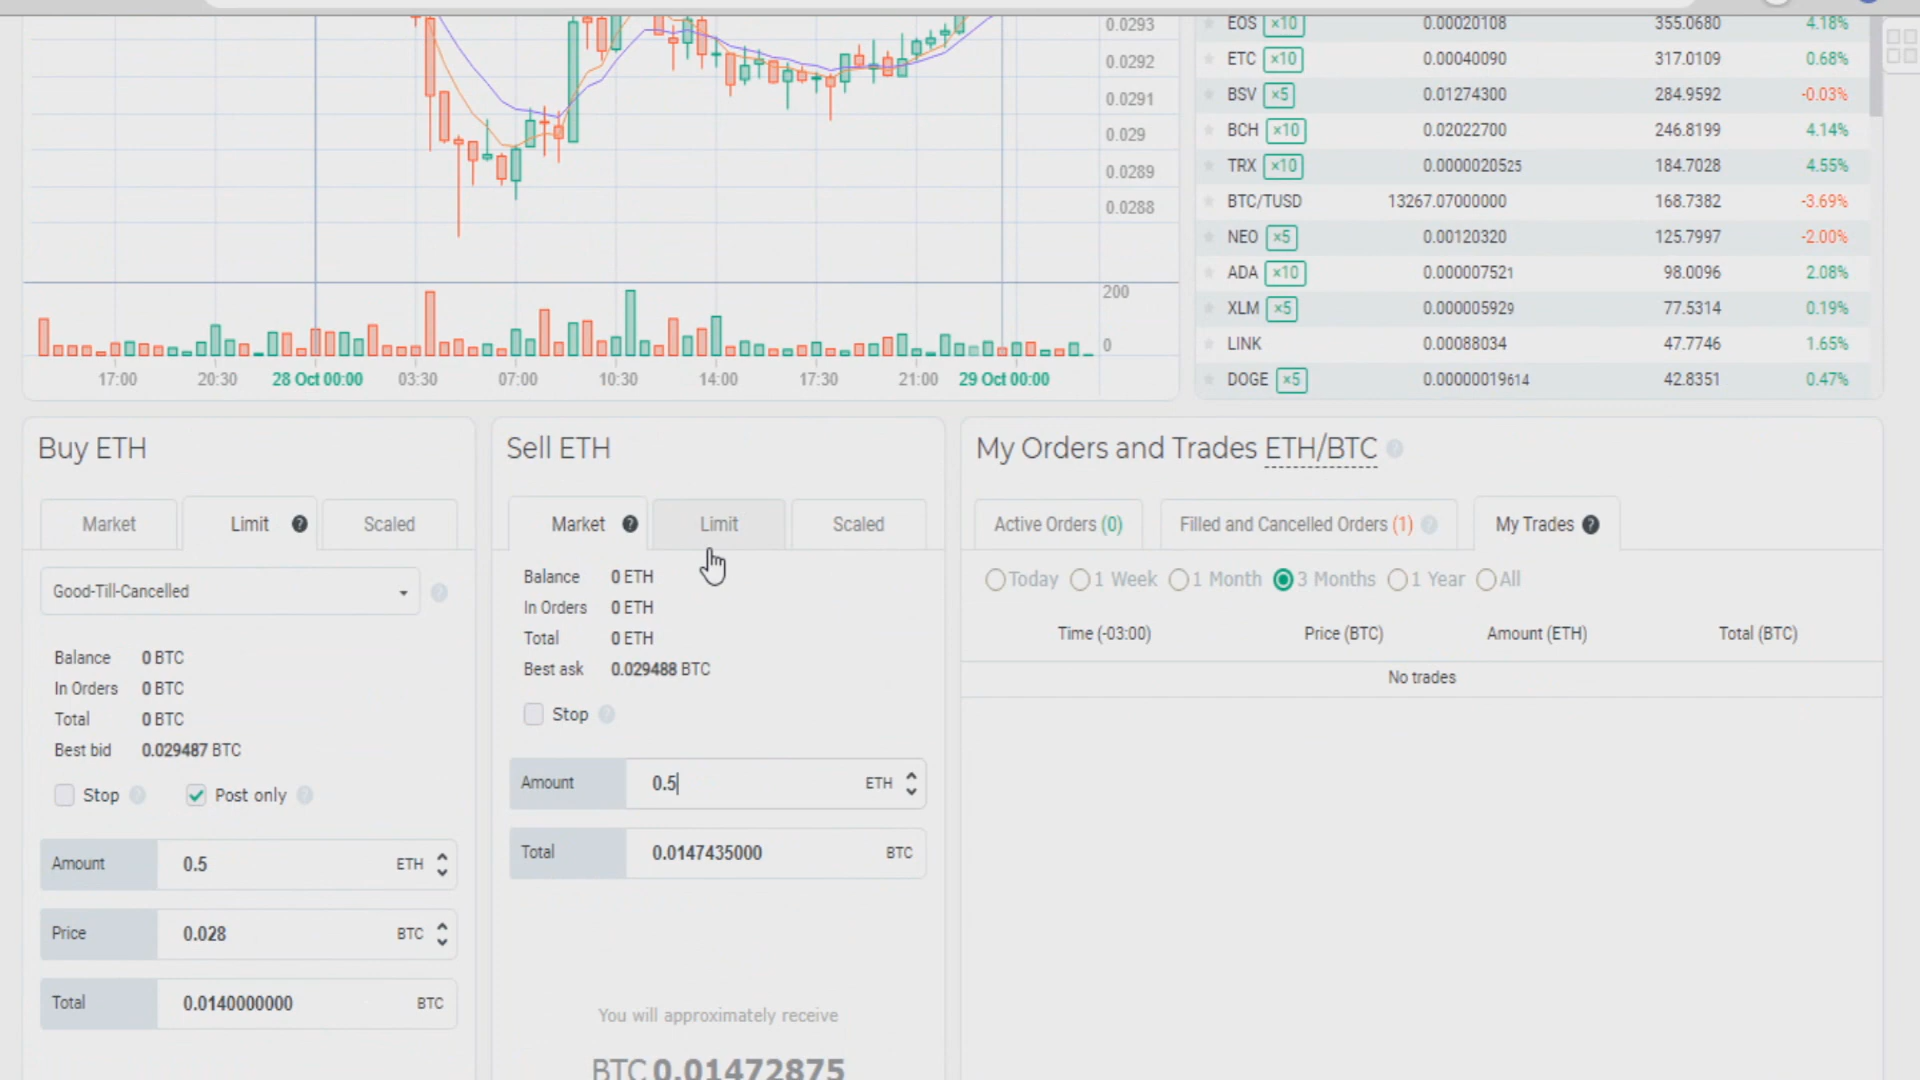 0.0293
0.0292
0.0291
0.029
0.0289
0.0288
200
0
17:00 20:30 28 Oct 00:00 03:30 07:00 10:30 14:00 17:30 21:00 29 Oct 00:00
EOS ×10 0.00020108 355.0680 4.18%
ETC ×10 0.00040090 317.0109 0.68%
BSV ×5 0.01274300 284.9592 -0.03%
BCH ×10 0.02022700 246.8199 4.14%
TRX ×10 0.0000020525 184.7028 4.55%
BTC/TUSD 13267.07000000 168.7382 -3.69%
NEO ×5 0.00120320 125.7997 -2.00%
ADA ×10 0.000007521 98.0096 2.08%
XLM ×5 0.000005929 77.5314 0.19%
LINK 0.00088034 47.7746 1.65%
DOGE ×5 0.00000019614 42.8351 0.47%
Buy ETH
Market Limit ? Scaled
Good-Till-Cancelled ?
Balance 0 BTC
In Orders 0 BTC
Total 0 BTC
Best bid 0.029487 BTC
Stop ? Post only ?
Amount 0.5 ETH
Price 0.028 BTC
Total 0.0140000000 BTC
Sell ETH
Market ? Limit Scaled
Balance 0 ETH
In Orders 0 ETH
Total 0 ETH
Best ask 0.029488 BTC
Stop ?
Amount 0.5 ETH
Total 0.0147435000 BTC
You will approximately receive
BTC 0.01472875
My Orders and Trades ETH/BTC ?
Active Orders (0) Filled and Cancelled Orders (1) ? My Trades ?
Today 1 Week 1 Month 3 Months 1 Year All
Time (-03:00) Price (BTC) Amount (ETH) Total (BTC)
No trades